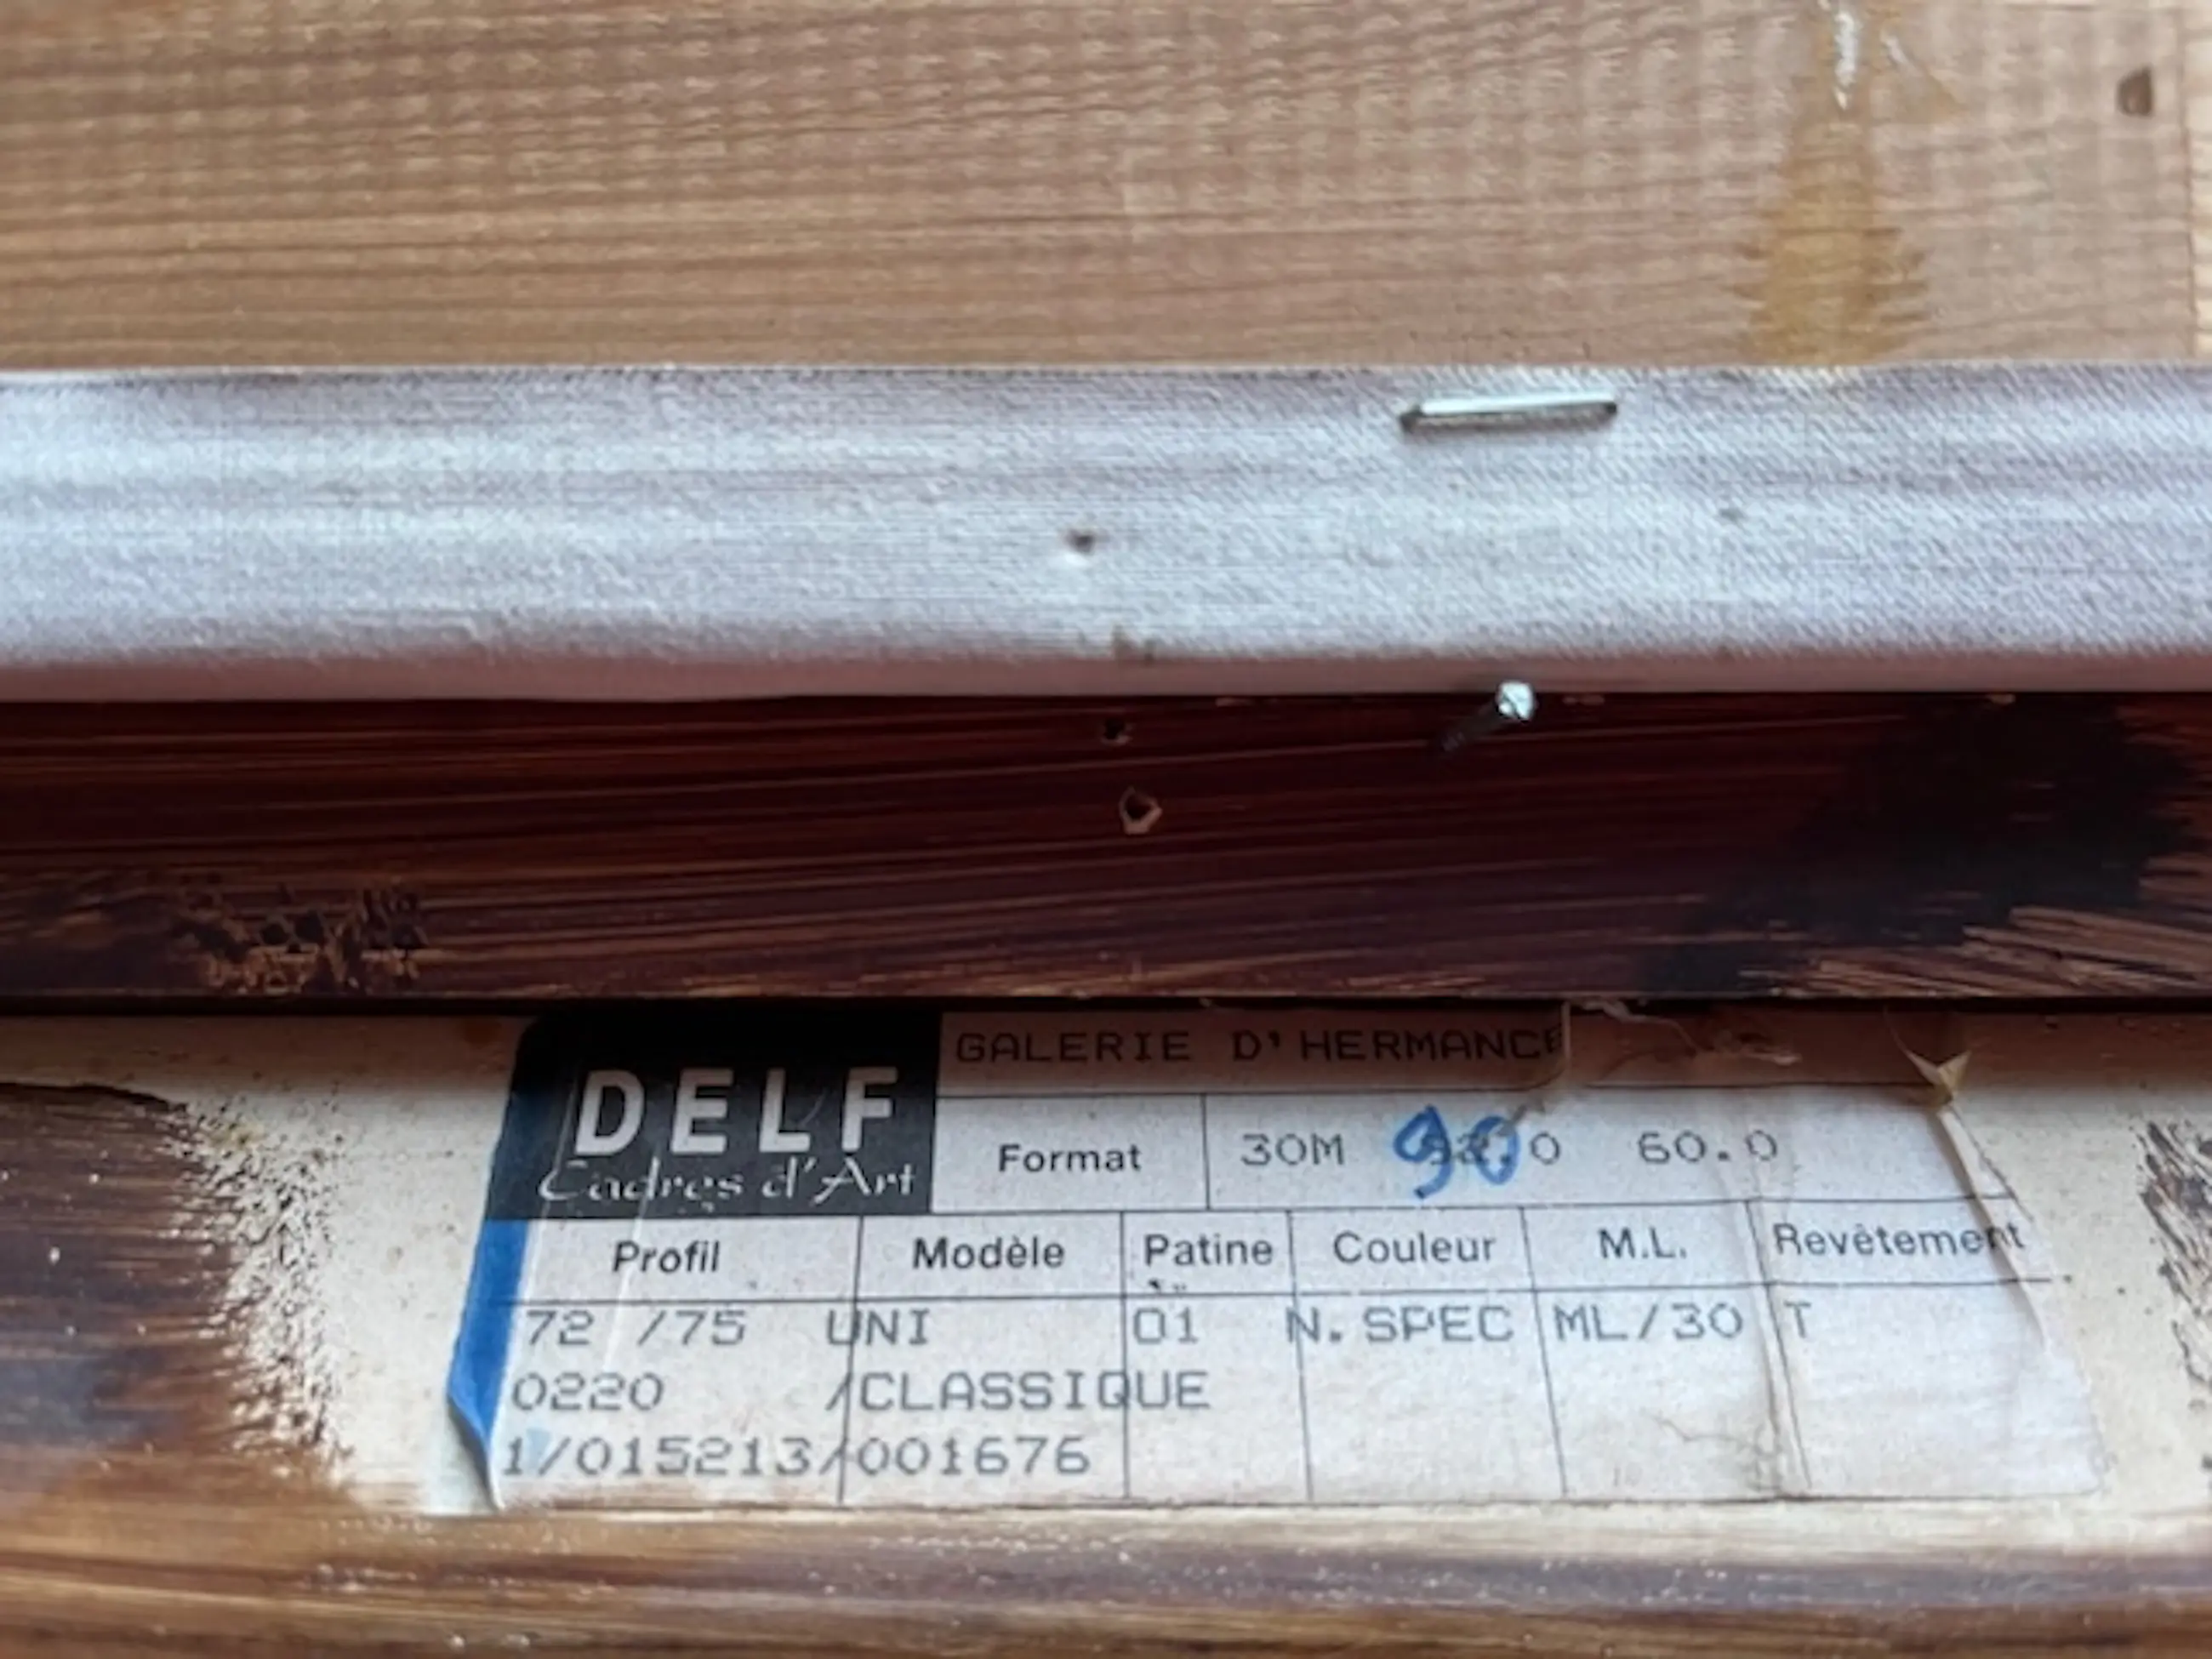 GALERIE D'HERMANCE
DELF
Cadres d'Art
Format 30M 90 .0 60.0
Profil Modèle Patine Couleur M.L. Revêtement
72 /75 UNI 01 N.SPEC ML/30 T
0220 /CLASSIQUE
1/015213/001676